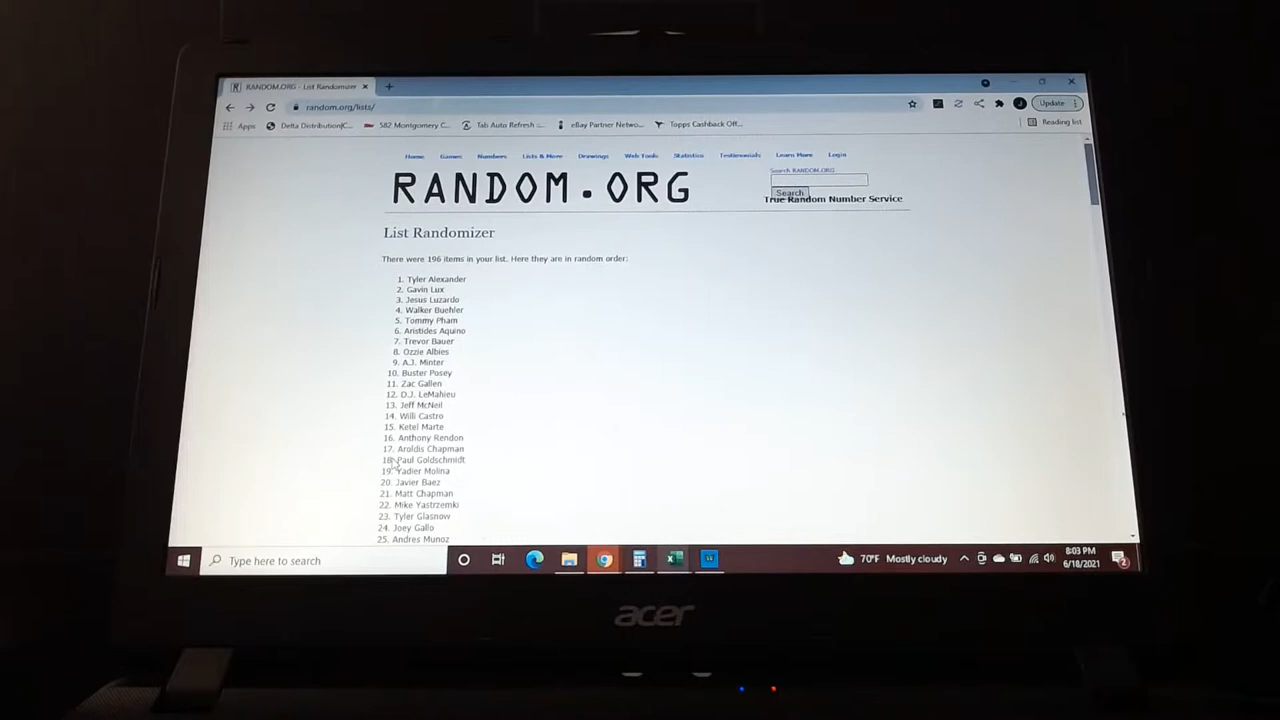 RANDOM.ORG - List Randomizer
random.org/lists/
Update
Apps Delta Distribution|C... 582 Montgomery C... Tab Auto Refresh :... eBay Partner Netwo... Topps Cashback Off... Reading list
Home Games Numbers Lists & More Drawings Web Tools Statistics Testimonials Learn More Login
Search RANDOM.ORG
RANDOM.ORG
Search
True Random Number Service
List Randomizer
There were 196 items in your list. Here they are in random order:
1. Tyler Alexander
2. Gavin Lux
3. Jesus Luzardo
4. Walker Buehler
5. Tommy Pham
6. Aristides Aquino
7. Trevor Bauer
8. Ozzie Albies
9. A.J. Minter
10. Buster Posey
11. Zac Gallen
12. D.J. LeMahieu
13. Jeff McNeil
14. Willi Castro
15. Ketel Marte
16. Anthony Rendon
17. Aroldis Chapman
18. Paul Goldschmidt
19. Yadier Molina
20. Javier Baez
21. Matt Chapman
22. Mike Yastrzemki
23. Tyler Glasnow
24. Joey Gallo
25. Andres Munoz
Type here to search
70°F Mostly cloudy
8:03 PM
6/18/2021
2
acer